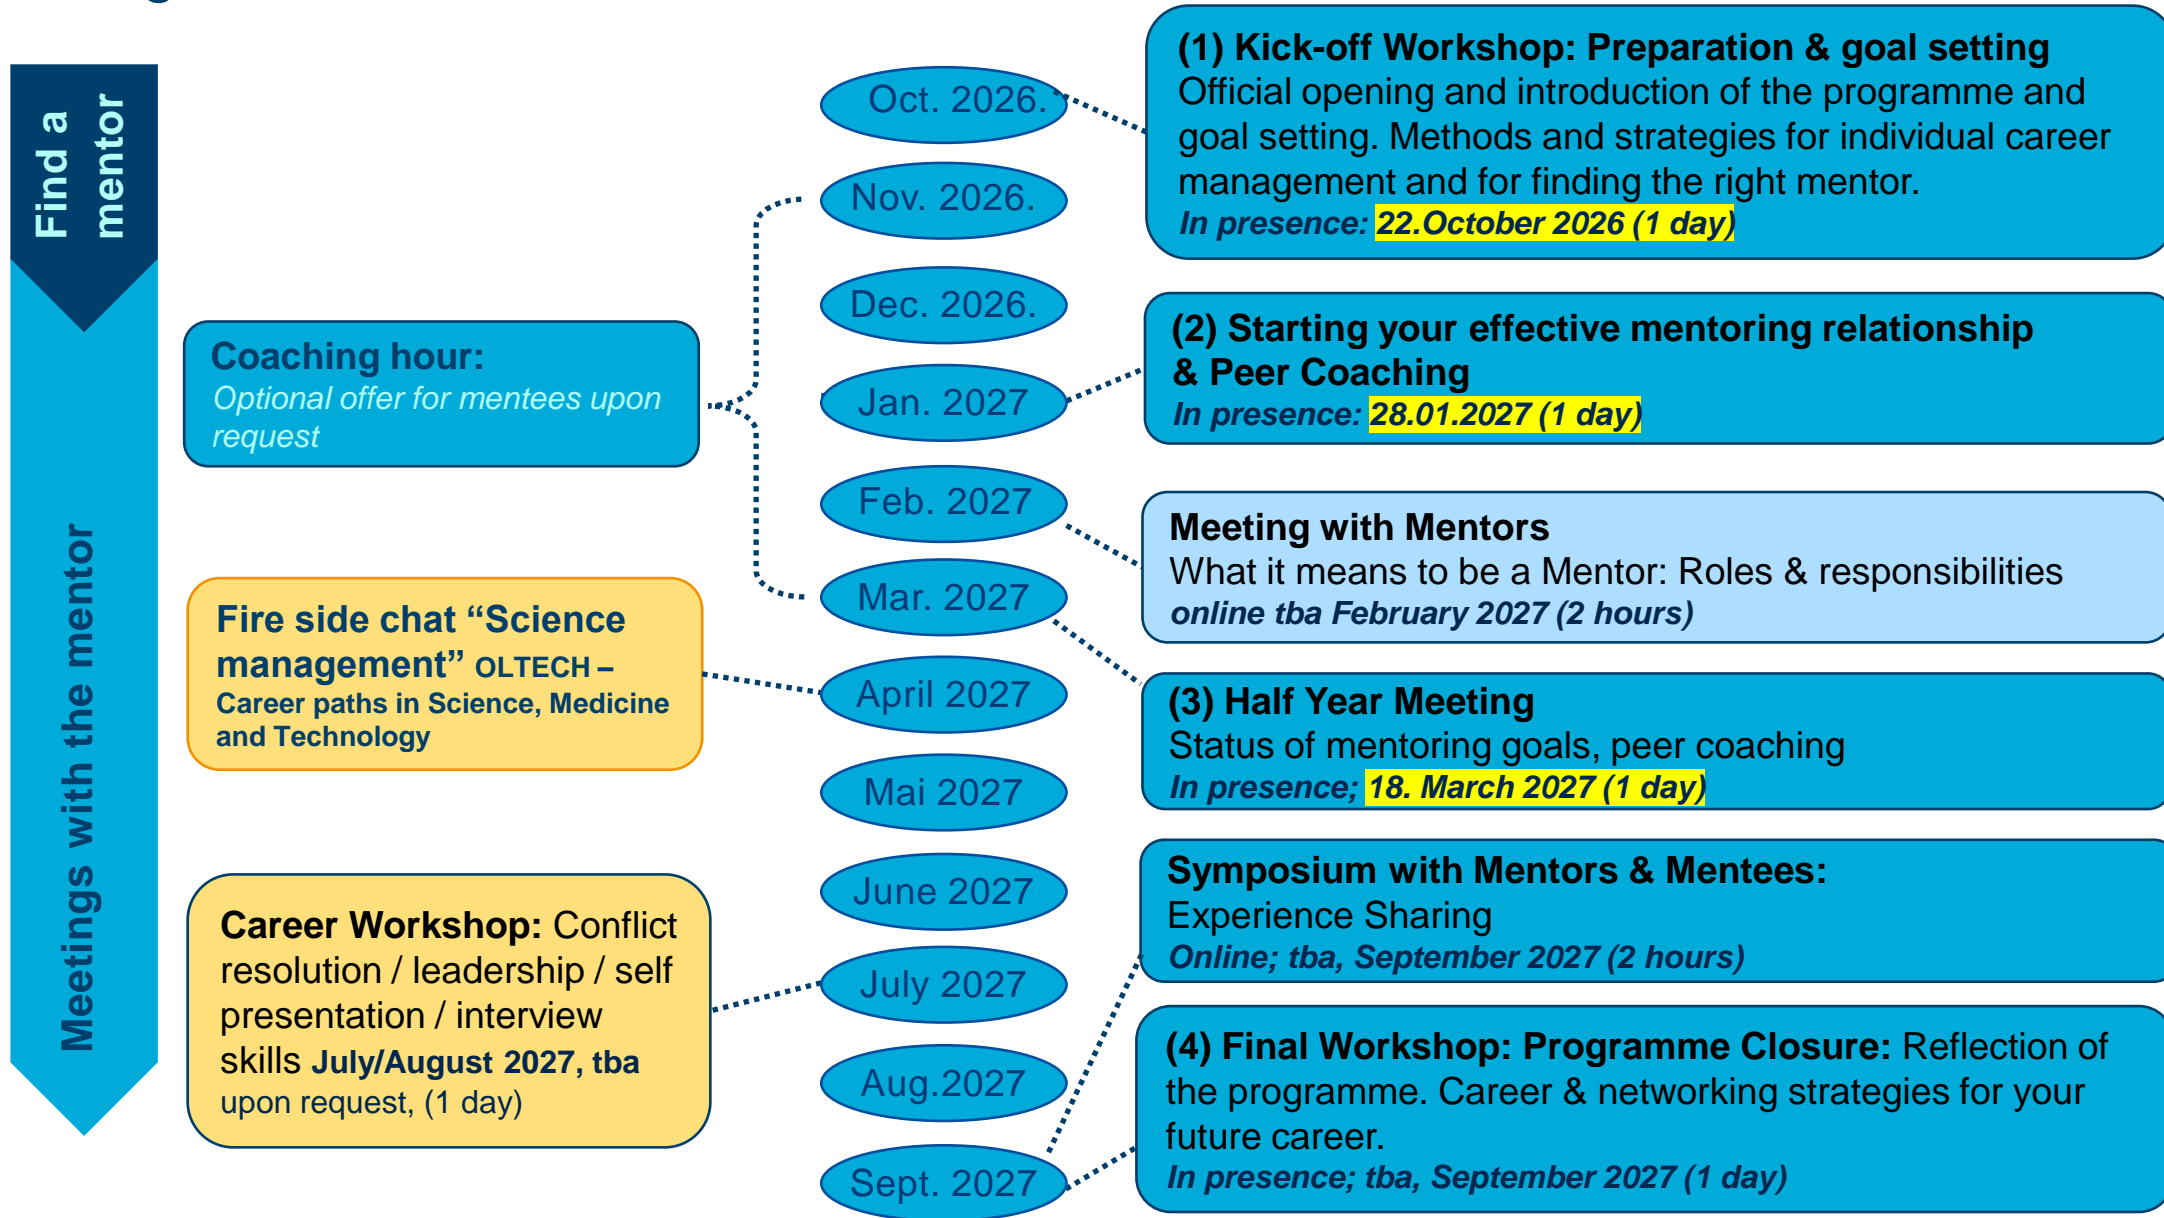 Find a
mentor
Meetings with the mentor
Coaching hour:
Optional offer for mentees upon
request
Fire side chat “Science
management” OLTECH –
Career paths in Science, Medicine
and Technology
Career Workshop: Conflict
resolution / leadership / self
presentation / interview
skills July/August 2027, tba
upon request, (1 day)
Oct. 2026.
Nov. 2026.
Dec. 2026.
Jan. 2027
Feb. 2027
Mar. 2027
April 2027
Mai 2027
June 2027
July 2027
Aug.2027
Sept. 2027
(1) Kick-off Workshop: Preparation & goal setting
Official opening and introduction of the programme and
goal setting. Methods and strategies for individual career
management and for finding the right mentor.
In presence: 22.October 2026 (1 day)
(2) Starting your effective mentoring relationship
& Peer Coaching
In presence: 28.01.2027 (1 day)
Meeting with Mentors
What it means to be a Mentor: Roles & responsibilities
online tba February 2027 (2 hours)
(3) Half Year Meeting
Status of mentoring goals, peer coaching
In presence; 18. March 2027 (1 day)
Symposium with Mentors & Mentees:
Experience Sharing
Online; tba, September 2027 (2 hours)
(4) Final Workshop: Programme Closure: Reflection of
the programme. Career & networking strategies for your
future career.
In presence; tba, September 2027 (1 day)